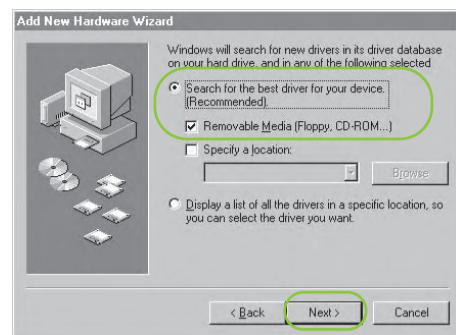 Add New Hardware Wizard
Windows will search for new drivers in its driver database
on your hard drive, and in any of the following selected
Search for the best driver for your device.
(Recommended).
Removable Media (Floppy, CD-ROM...)
Specify a location:
Browse
Display a list of all the drivers in a specific location, so
you can select the driver you want.
< Back
Next >
Cancel